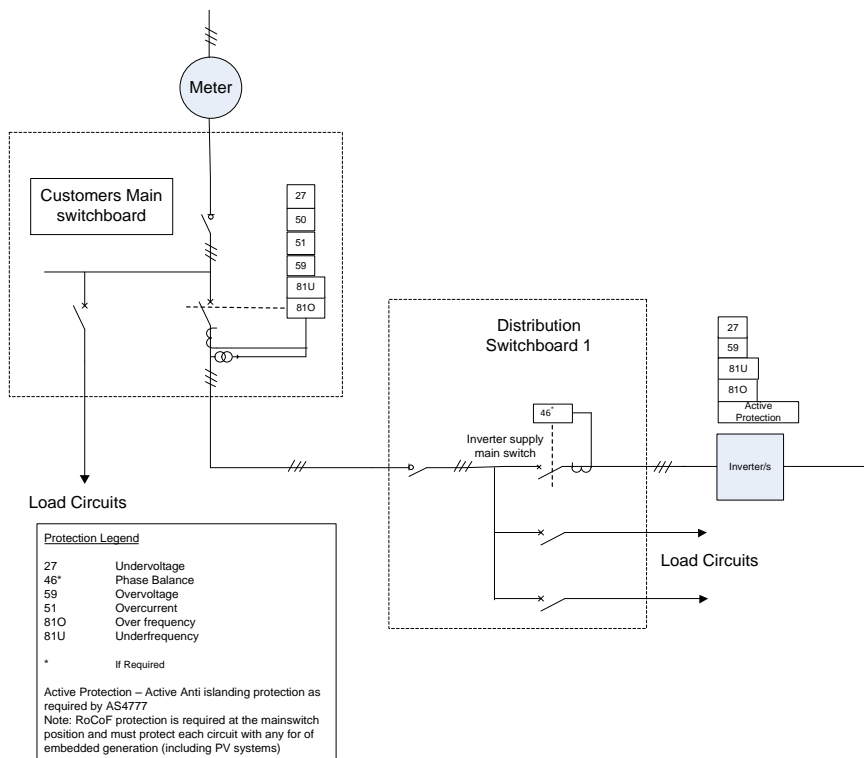 Meter
Customers Main
switchboard
27
50
51
59
81U
81O
Distribution
Switchboard 1
27
59
81U
81O
Active
Protection
46*
Inverter supply
main switch
Inverter/s
Load Circuits
Load Circuits
Protection Legend
27 Undervoltage
46* Phase Balance
59 Overvoltage
51 Overcurrent
81O Over frequency
81U Underfrequency
* If Required
Active Protection – Active Anti islanding protection as
required by AS4777
Note: RoCoF protection is required at the mainswitch
position and must protect each circuit with any for of
embedded generation (including PV systems)